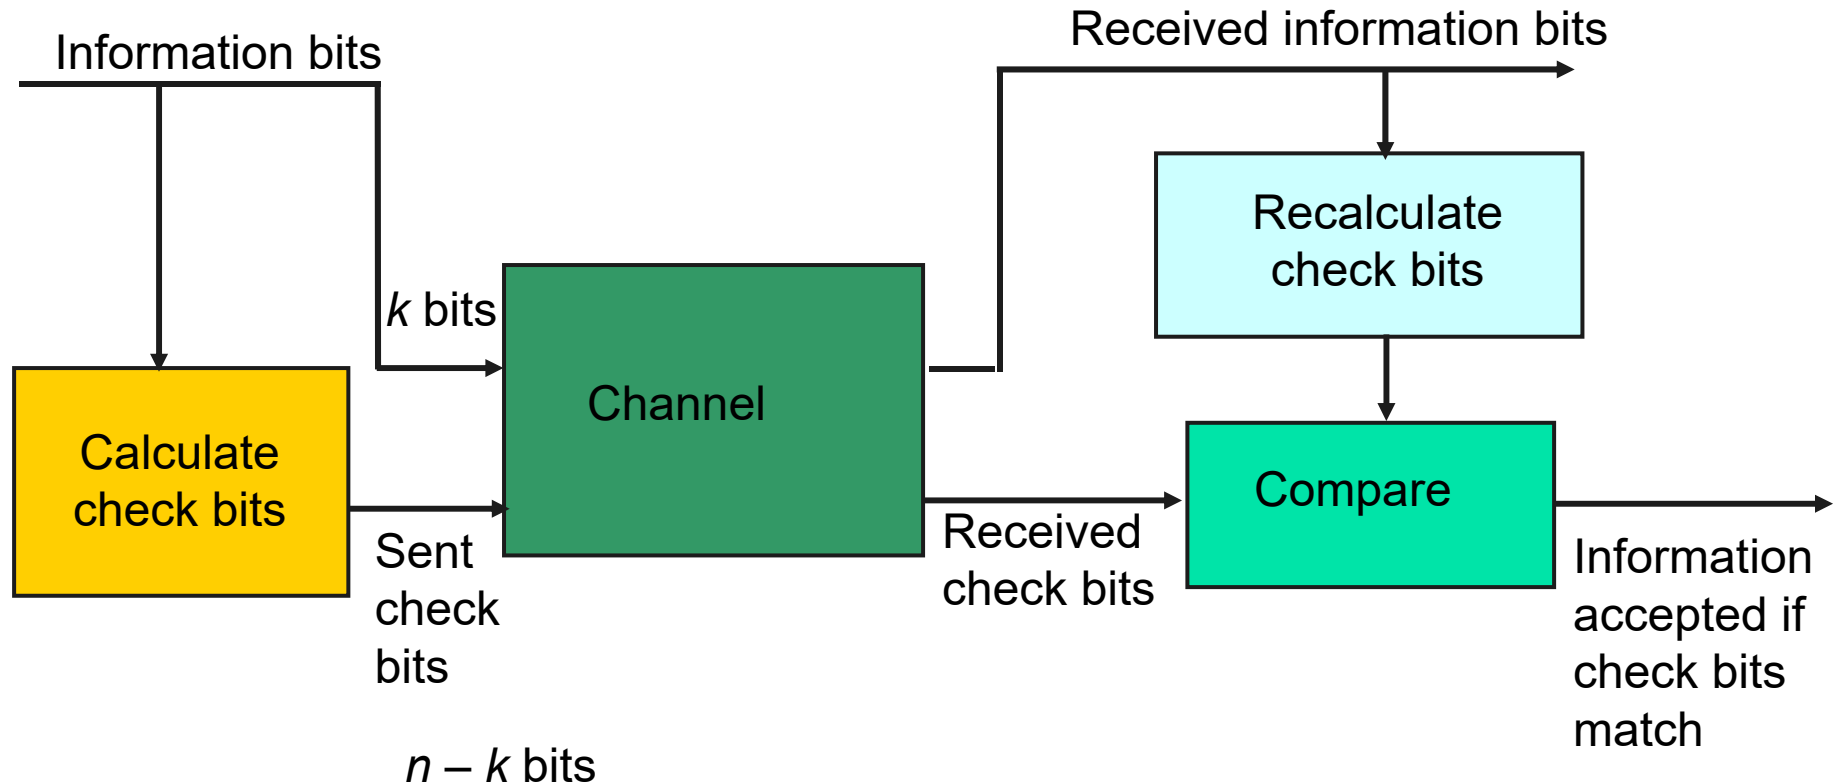 Information bits
Received information bits
Recalculate
check bits
k bits
Channel
Calculate
check bits
Compare
Sent
check
bits
Received
check bits
Information
accepted if
check bits
match
n – k bits